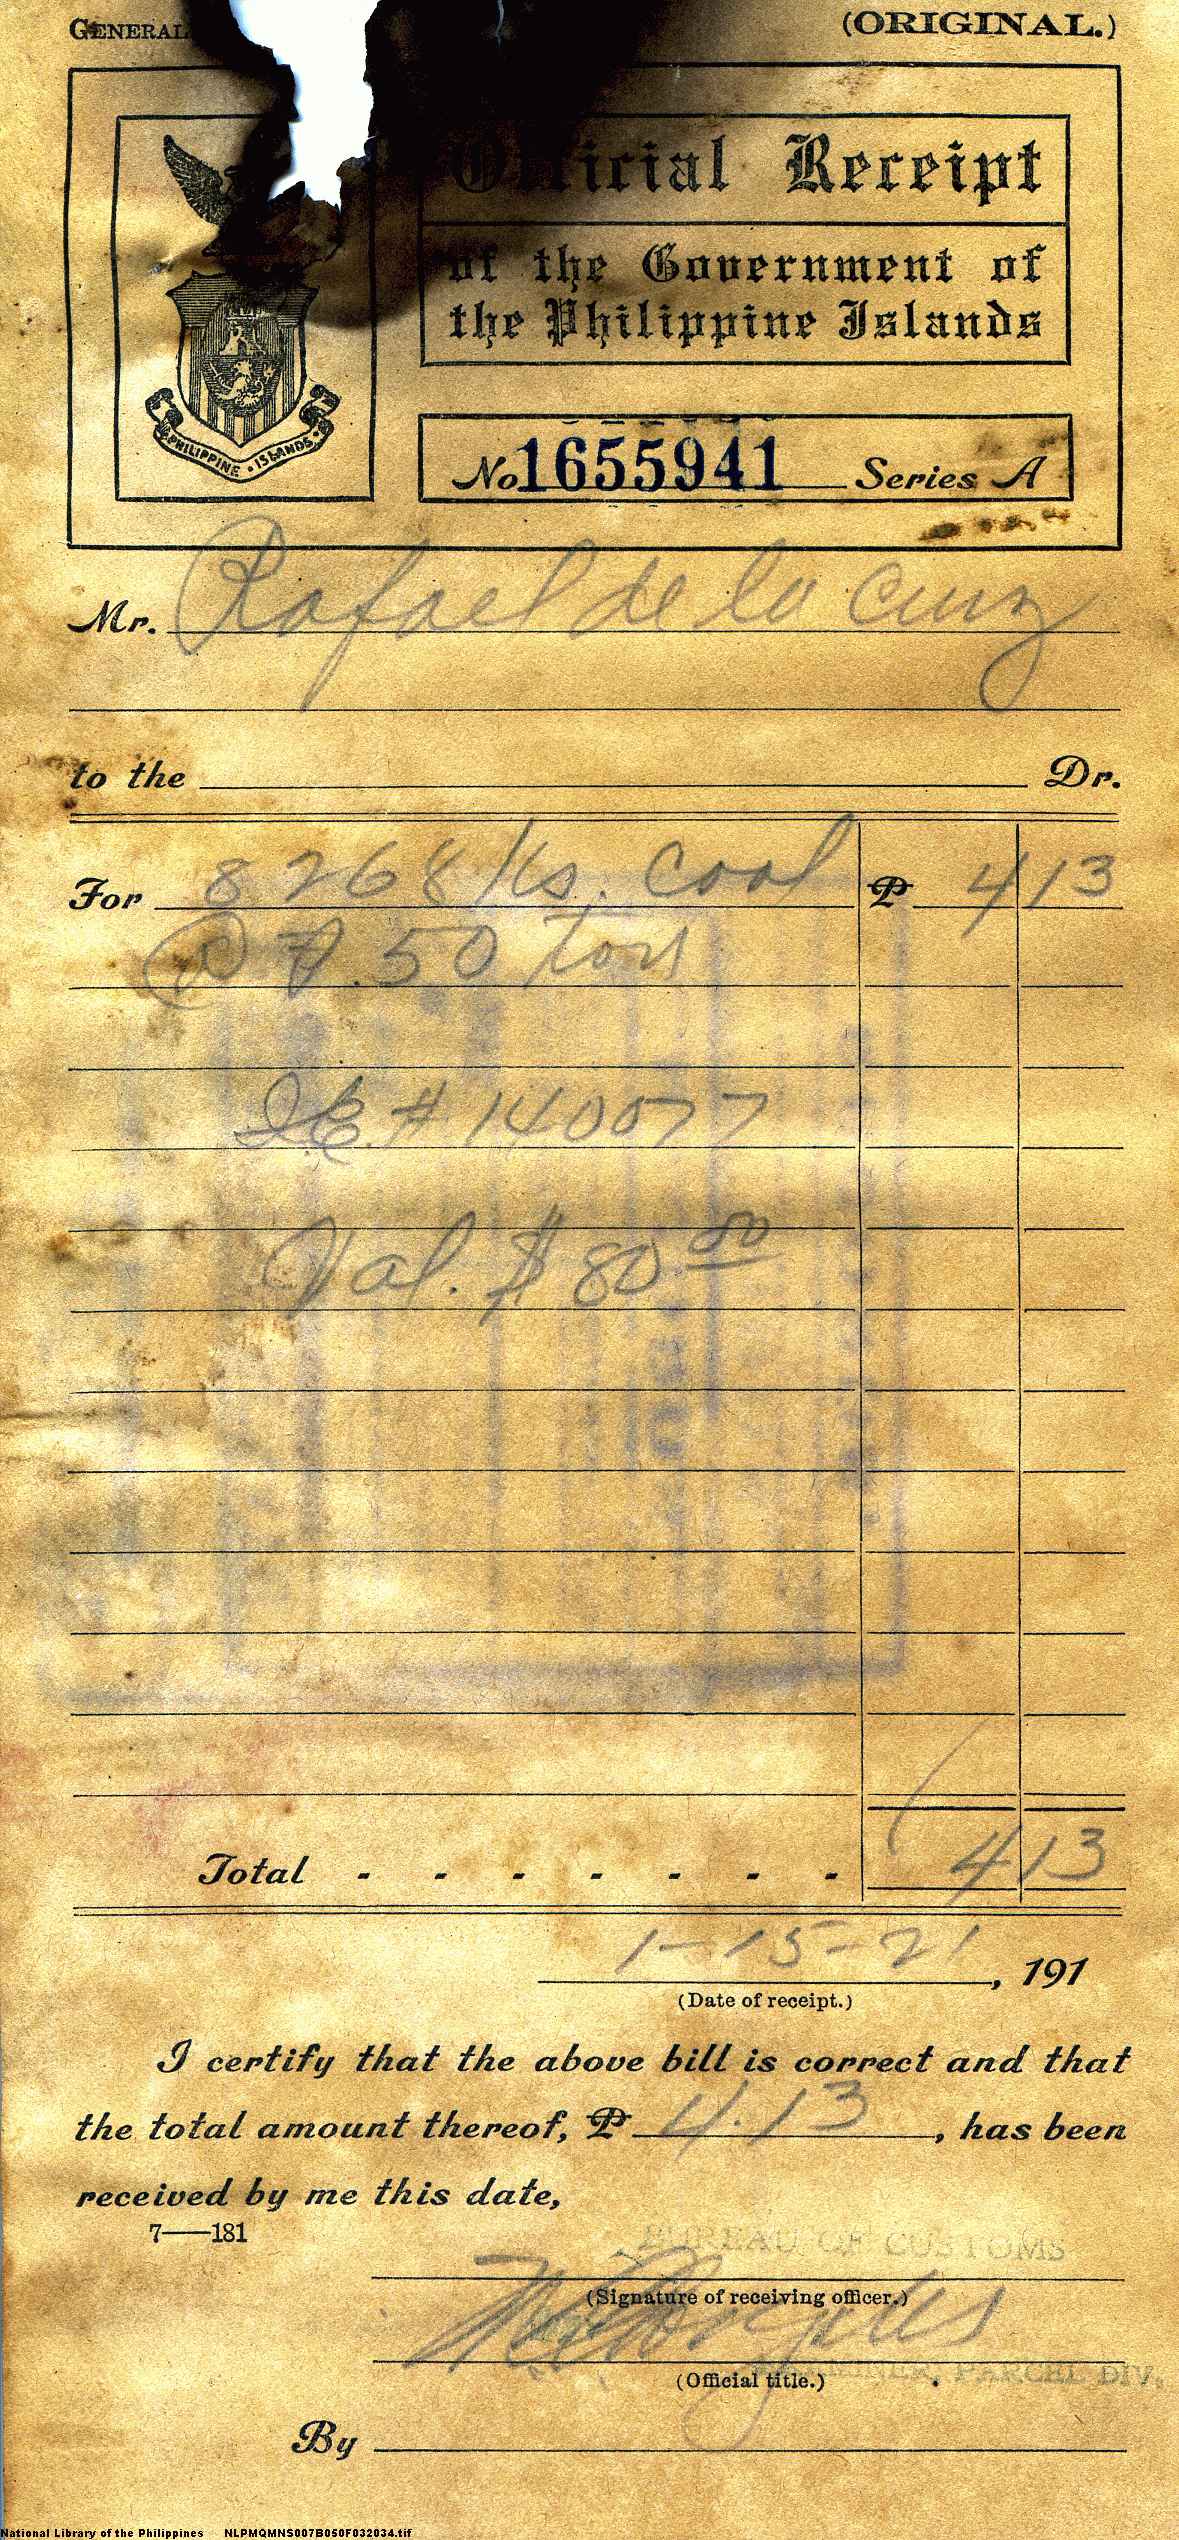 GENERAL
(ORIGINAL.)
Official Receipt
of the Government of
the Philippine Islands
PHILIPPINE ISLANDS
No. 1655941 Series A
Mr. Rafael de la Cruz
to the Dr.
For 8268 Ks. coal ₱ 4 13
@ ₱.50 tons
I.E. # 140077
Val. $ 80 00
Total - - - - - - - 4 13
1-15-21, 191
(Date of receipt.)
I certify that the above bill is correct and that
the total amount thereof, ₱ 4.13, has been
received by me this date,
7—181
BUREAU OF CUSTOMS
(Signature of receiving officer.)
EXAMINER, PARCEL DIV.
(Official title.)
By
National Library of the Philippines NLPMQMNS007B050F032034.tif